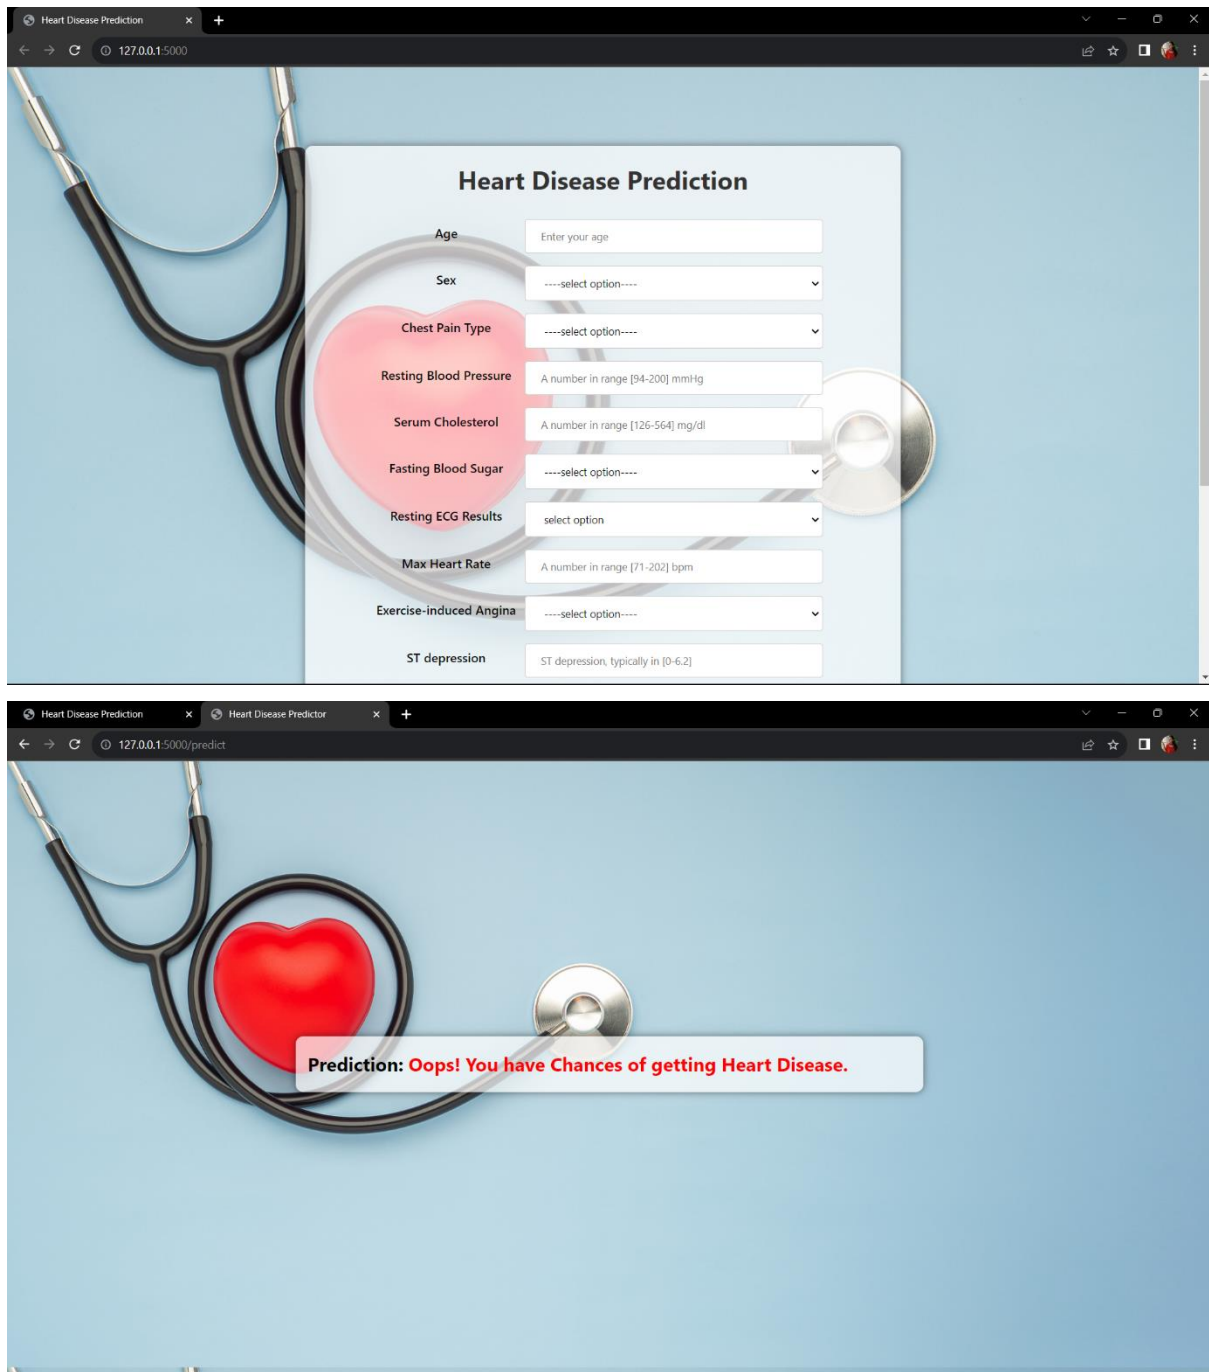 Heart Disease Prediction
127.0.0.1:5000
Heart Disease Prediction
Age
Enter your age
Sex
----select option----
Chest Pain Type
----select option----
Resting Blood Pressure
A number in range [94-200] mmHg
Serum Cholesterol
A number in range [126-564] mg/dl
Fasting Blood Sugar
----select option----
Resting ECG Results
select option
Max Heart Rate
A number in range [71-202] bpm
Exercise-induced Angina
----select option----
ST depression
ST depression, typically in [0-6.2]
Heart Disease Prediction
Heart Disease Predictor
127.0.0.1:5000/predict
Prediction: Oops! You have Chances of getting Heart Disease.